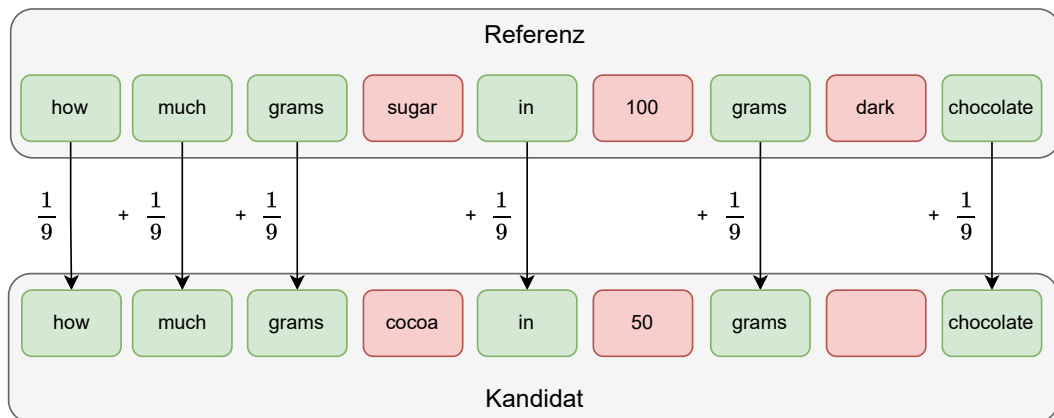 Referenz
how much grams sugar in 100 grams dark chocolate
1/9 + 1/9 + 1/9 + 1/9 + 1/9 + 1/9
how much grams cocoa in 50 grams chocolate
Kandidat